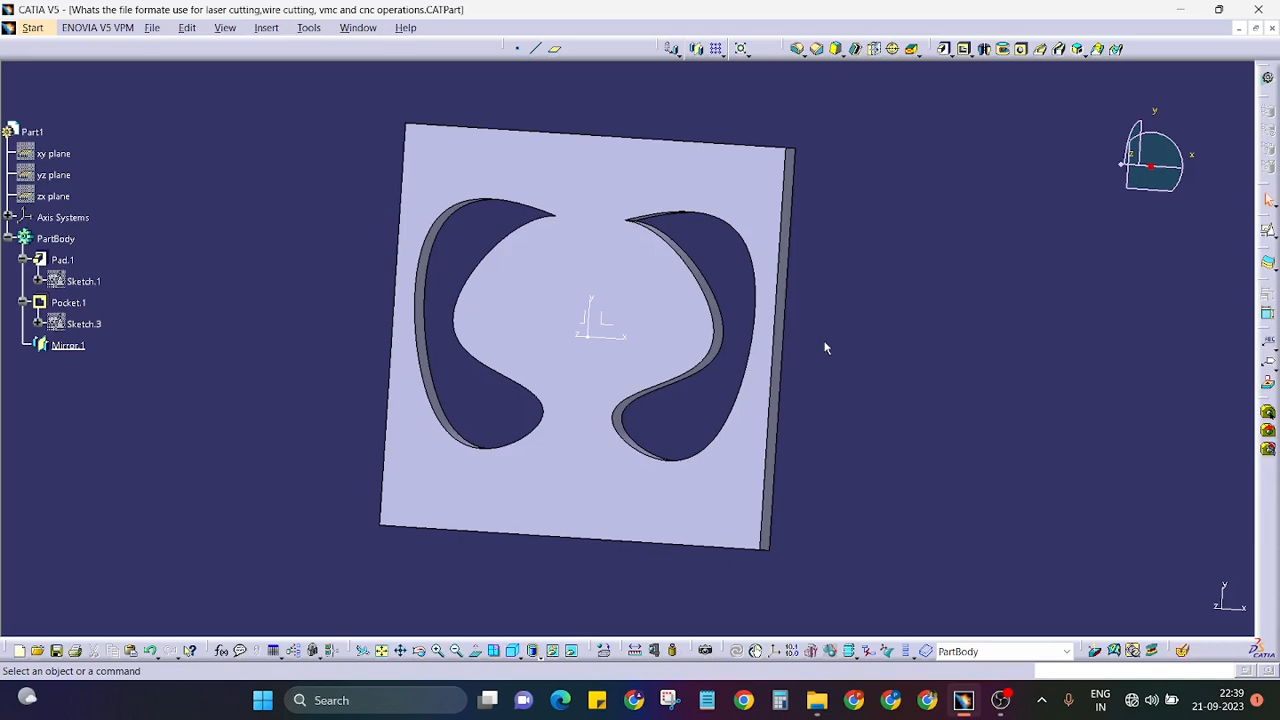 CATIA V5 - [Whats the file formate use for laser cutting,wire cutting, vmc and cnc operations.CATPart]
Start ENOVIA V5 VPM File Edit View Insert Tools Window Help
Part1
xy plane
yz plane
zx plane
Axis Systems
PartBody
Pad.1
Sketch.1
Pocket.1
Sketch.3
Mirror.1
y
x
z
y
z
x
y
z x
PartBody
CATIA
Select an object or a command
Search
ENG
IN
22:39
21-09-2023